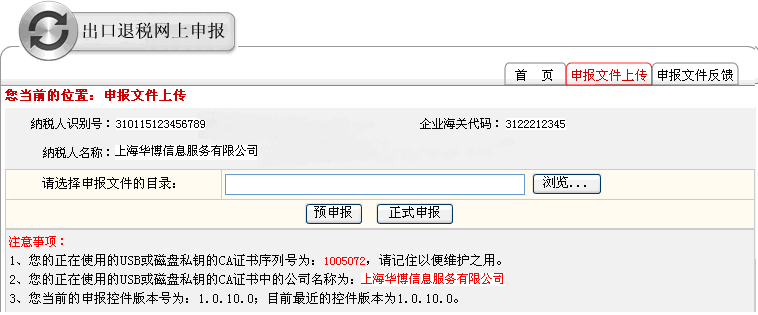 出口退税网上申报
首 页 申报文件上传 申报文件反馈
您当前的位置：申报文件上传
纳税人识别号：310115123456789 企业海关代码：3122212345
纳税人名称：上海华博信息服务有限公司
请选择申报文件的目录： 浏览...
预申报 正式申报
注意事项：
1、您的正在使用的USB或磁盘私钥的CA证书序列号为：1005072，请记住以便维护之用。
2、您的正在使用的USB或磁盘私钥的CA证书中的公司名称为：上海华博信息服务有限公司
3、您当前的申报控件版本号为：1.0.10.0；目前最近的控件版本为1.0.10.0。